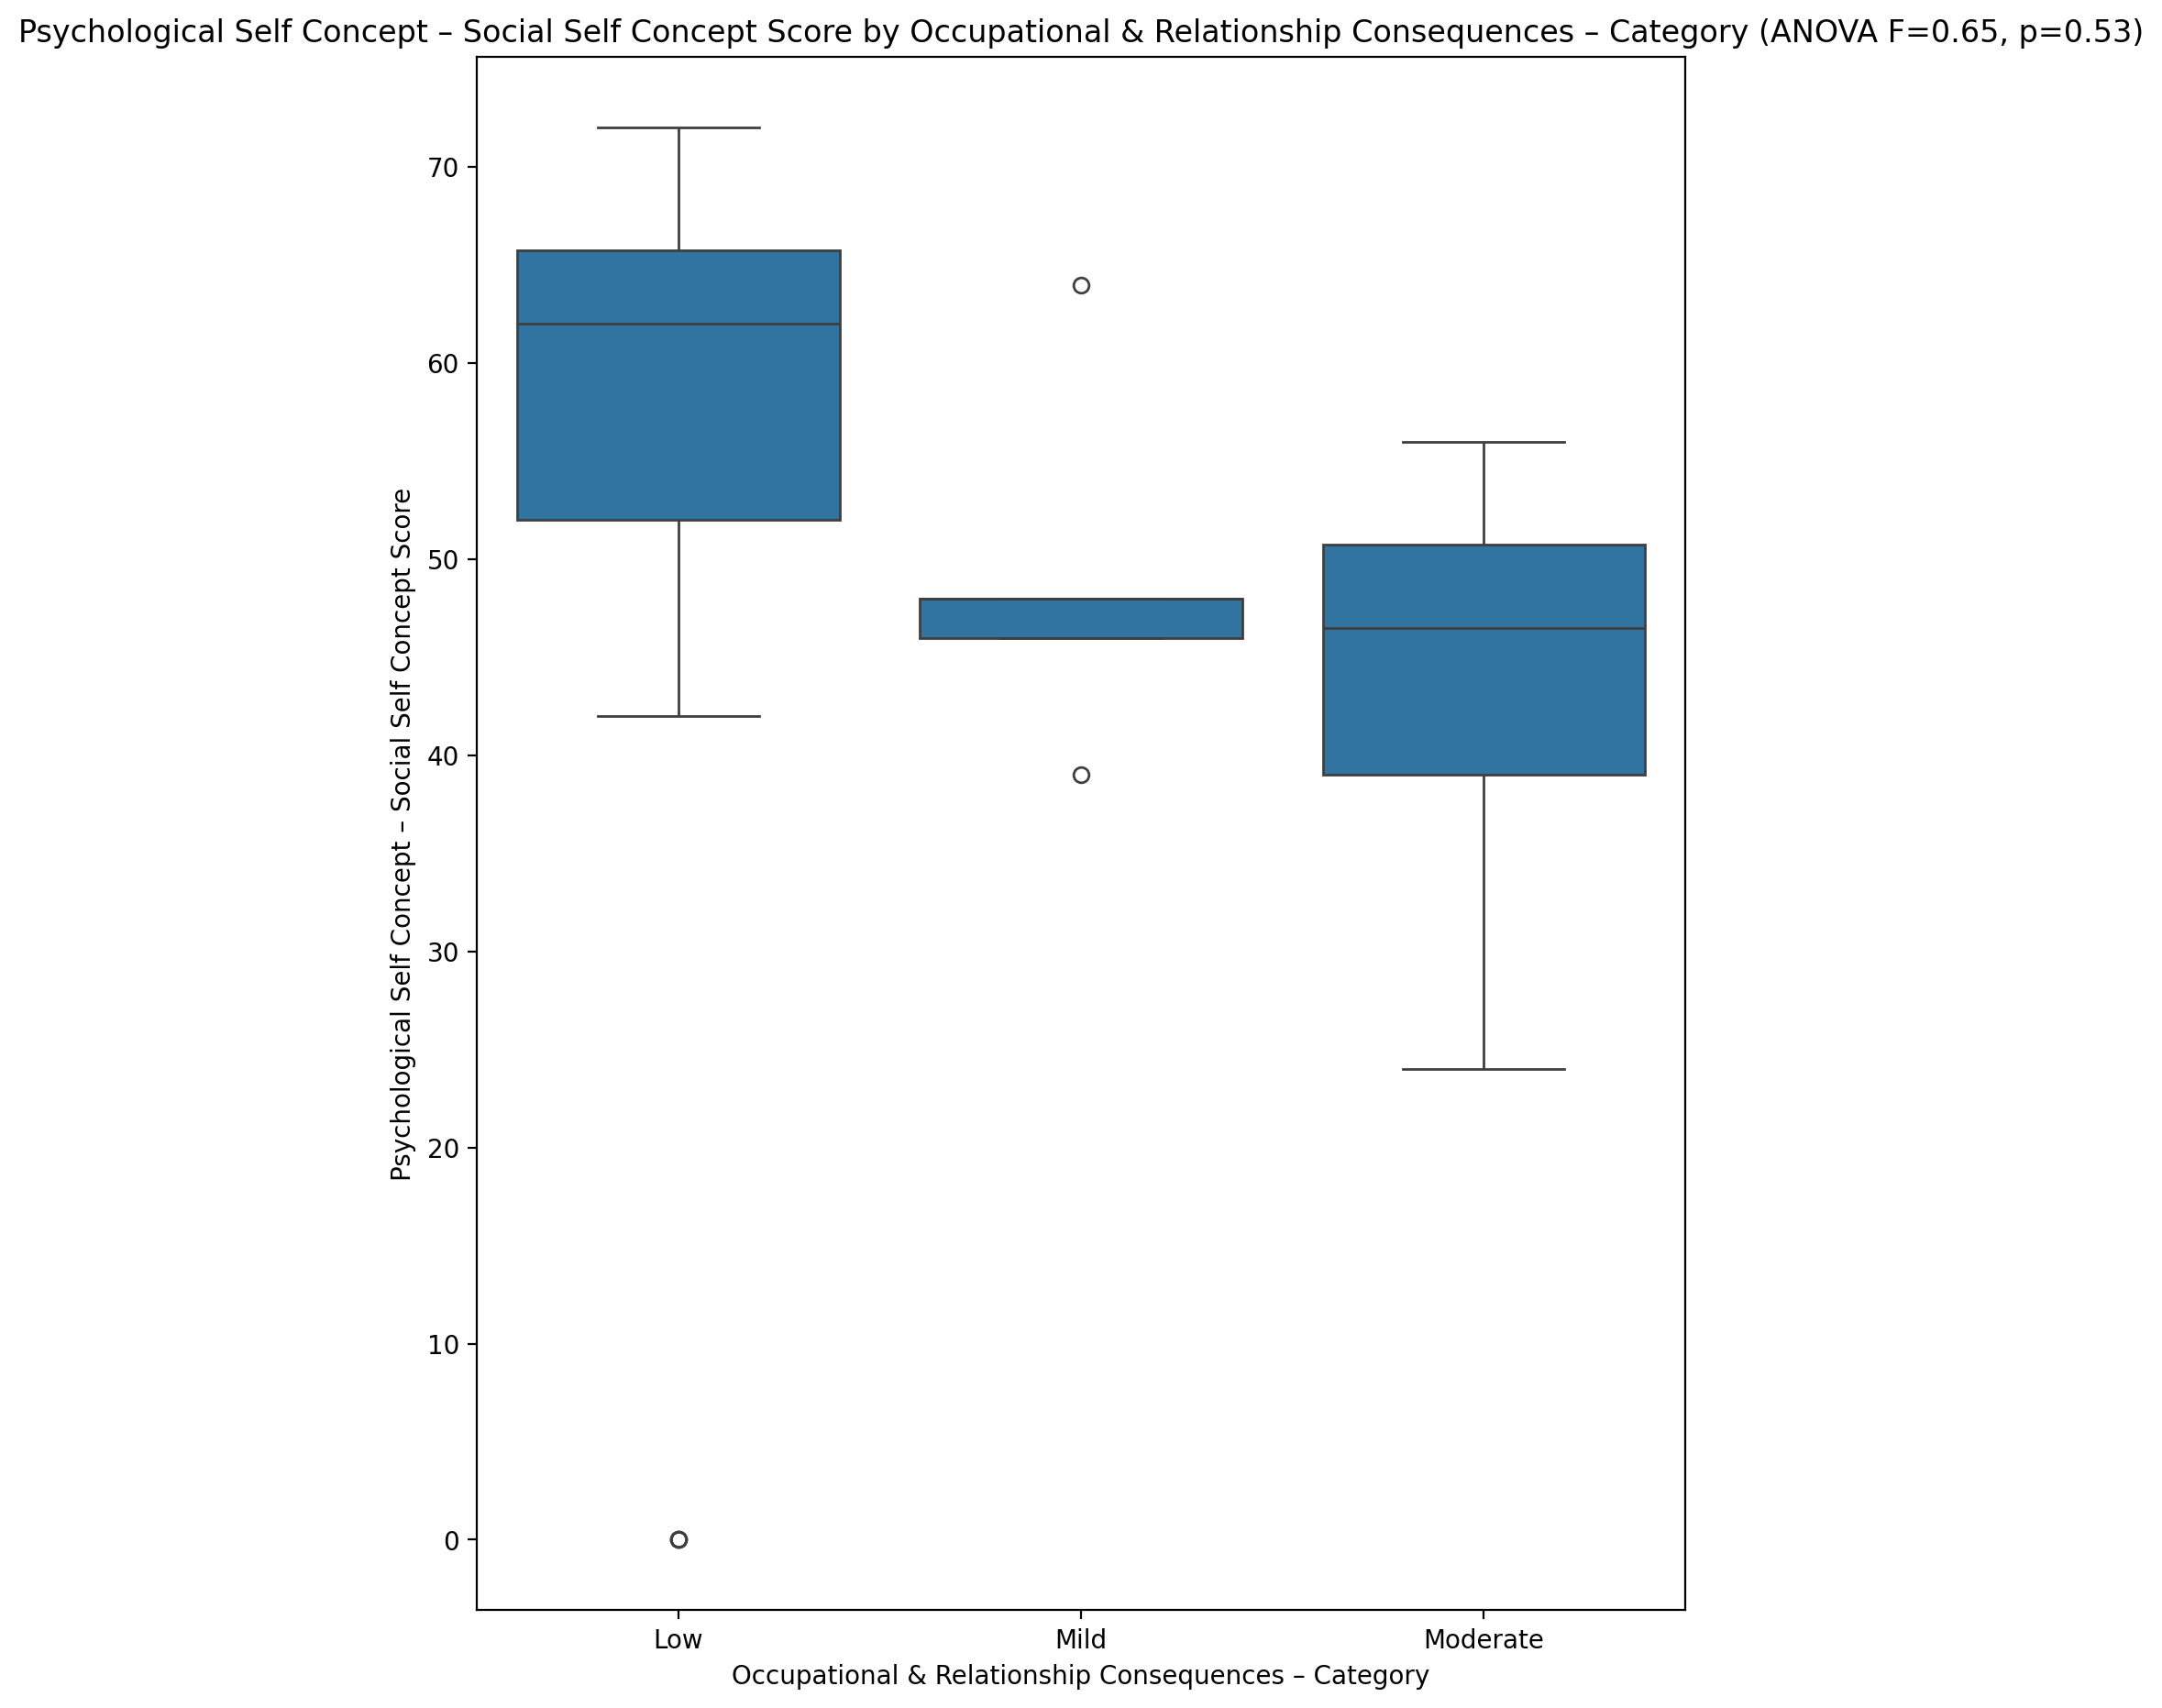 Psychological Self Concept – Social Self Concept Score by Occupational & Relationship Consequences – Category (ANOVA F=0.65, p=0.53)
Psychological Self Concept – Social Self Concept Score
70
60
50
40
30
20
10
0
Low
Mild
Moderate
Occupational & Relationship Consequences – Category